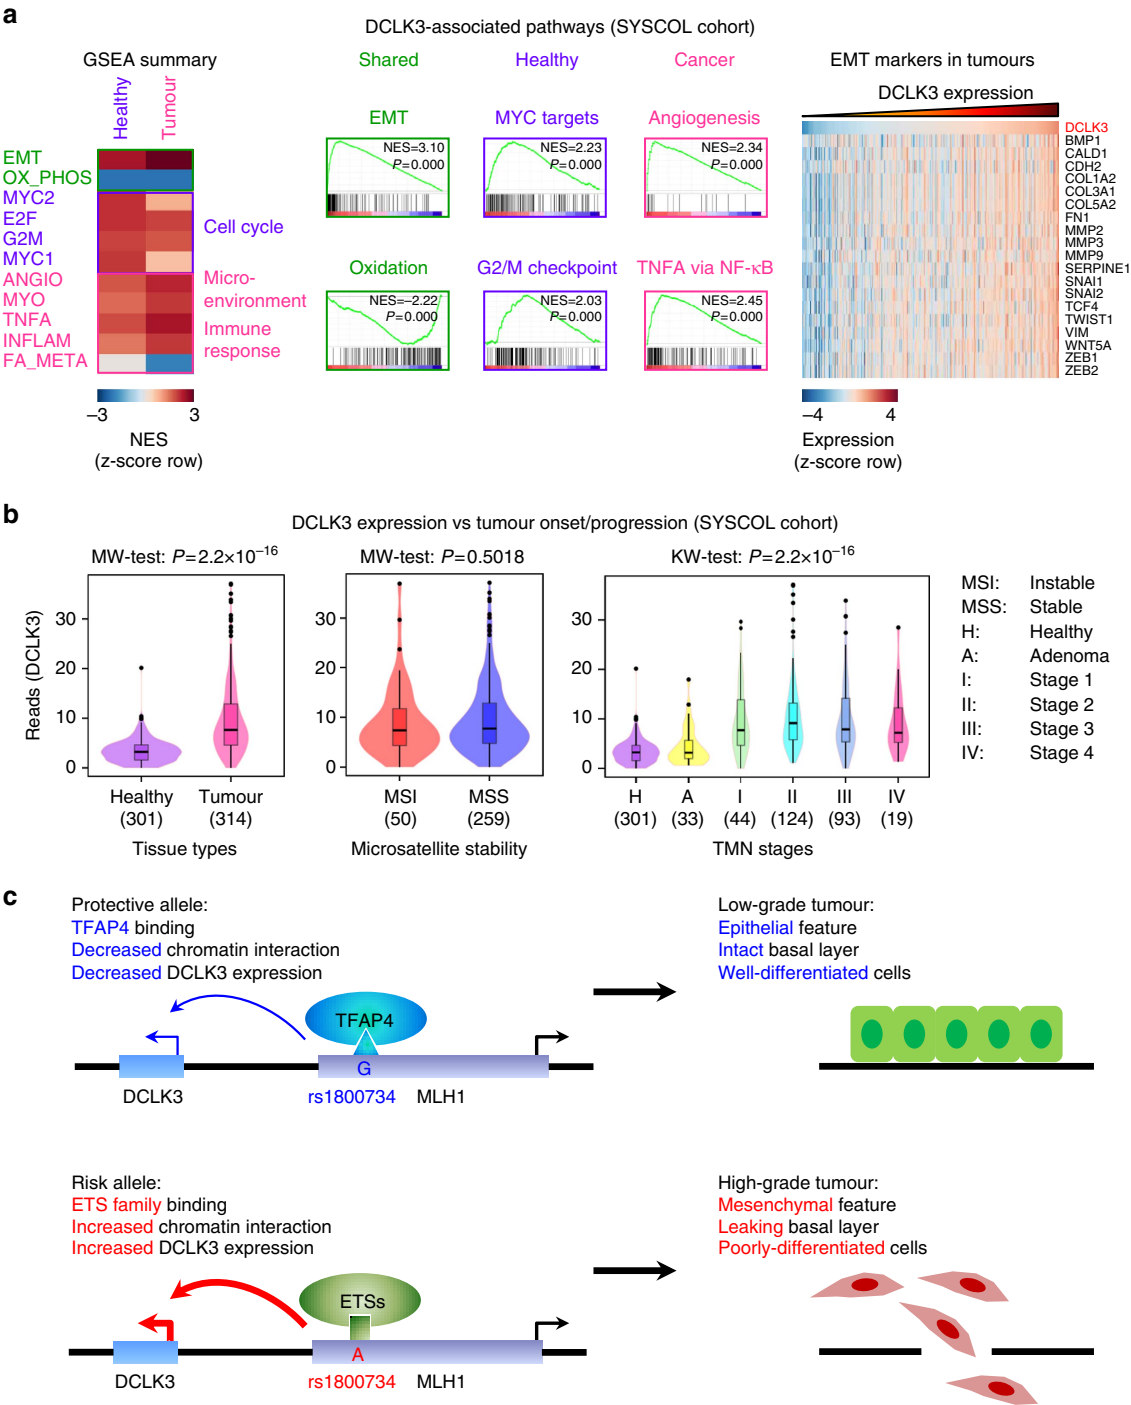 a
DCLK3-associated pathways (SYSCOL cohort)
GSEA summary
Healthy
Tumour
EMT
OX_PHOS
MYC2
E2F
G2M
MYC1
ANGIO
MYO
TNFA
INFLAM
FA_META
Cell cycle
Micro-
environment
Immune
response
–3 3
NES
(z-score row)
Shared Healthy Cancer
EMT
NES=3.10
P=0.000
MYC targets
NES=2.23
P=0.000
Angiogenesis
NES=2.34
P=0.000
Oxidation
NES=–2.22
P=0.000
G2/M checkpoint
NES=2.03
P=0.000
TNFA via NF-κB
NES=2.45
P=0.000
EMT markers in tumours
DCLK3 expression
DCLK3
BMP1
CALD1
CDH2
COL1A2
COL3A1
COL5A2
FN1
MMP2
MMP3
MMP9
SERPINE1
SNAI1
SNAI2
TCF4
TWIST1
VIM
WNT5A
ZEB1
ZEB2
–4 4
Expression
(z-score row)
b
DCLK3 expression vs tumour onset/progression (SYSCOL cohort)
MW-test: P=2.2×10–16
Reads (DCLK3)
30
20
10
0
Healthy Tumour
(301) (314)
Tissue types
MW-test: P=0.5018
30
20
10
0
MSI MSS
(50) (259)
Microsatellite stability
KW-test: P=2.2×10–16
30
20
10
0
H A I II III IV
(301) (33) (44) (124) (93) (19)
TMN stages
MSI: Instable
MSS: Stable
H: Healthy
A: Adenoma
I: Stage 1
II: Stage 2
III: Stage 3
IV: Stage 4
c
Protective allele:
TFAP4 binding
Decreased chromatin interaction
Decreased DCLK3 expression
TFAP4
G
DCLK3 rs1800734 MLH1
Low-grade tumour:
Epithelial feature
Intact basal layer
Well-differentiated cells
Risk allele:
ETS family binding
Increased chromatin interaction
Increased DCLK3 expression
ETSs
A
DCLK3 rs1800734 MLH1
High-grade tumour:
Mesenchymal feature
Leaking basal layer
Poorly-differentiated cells